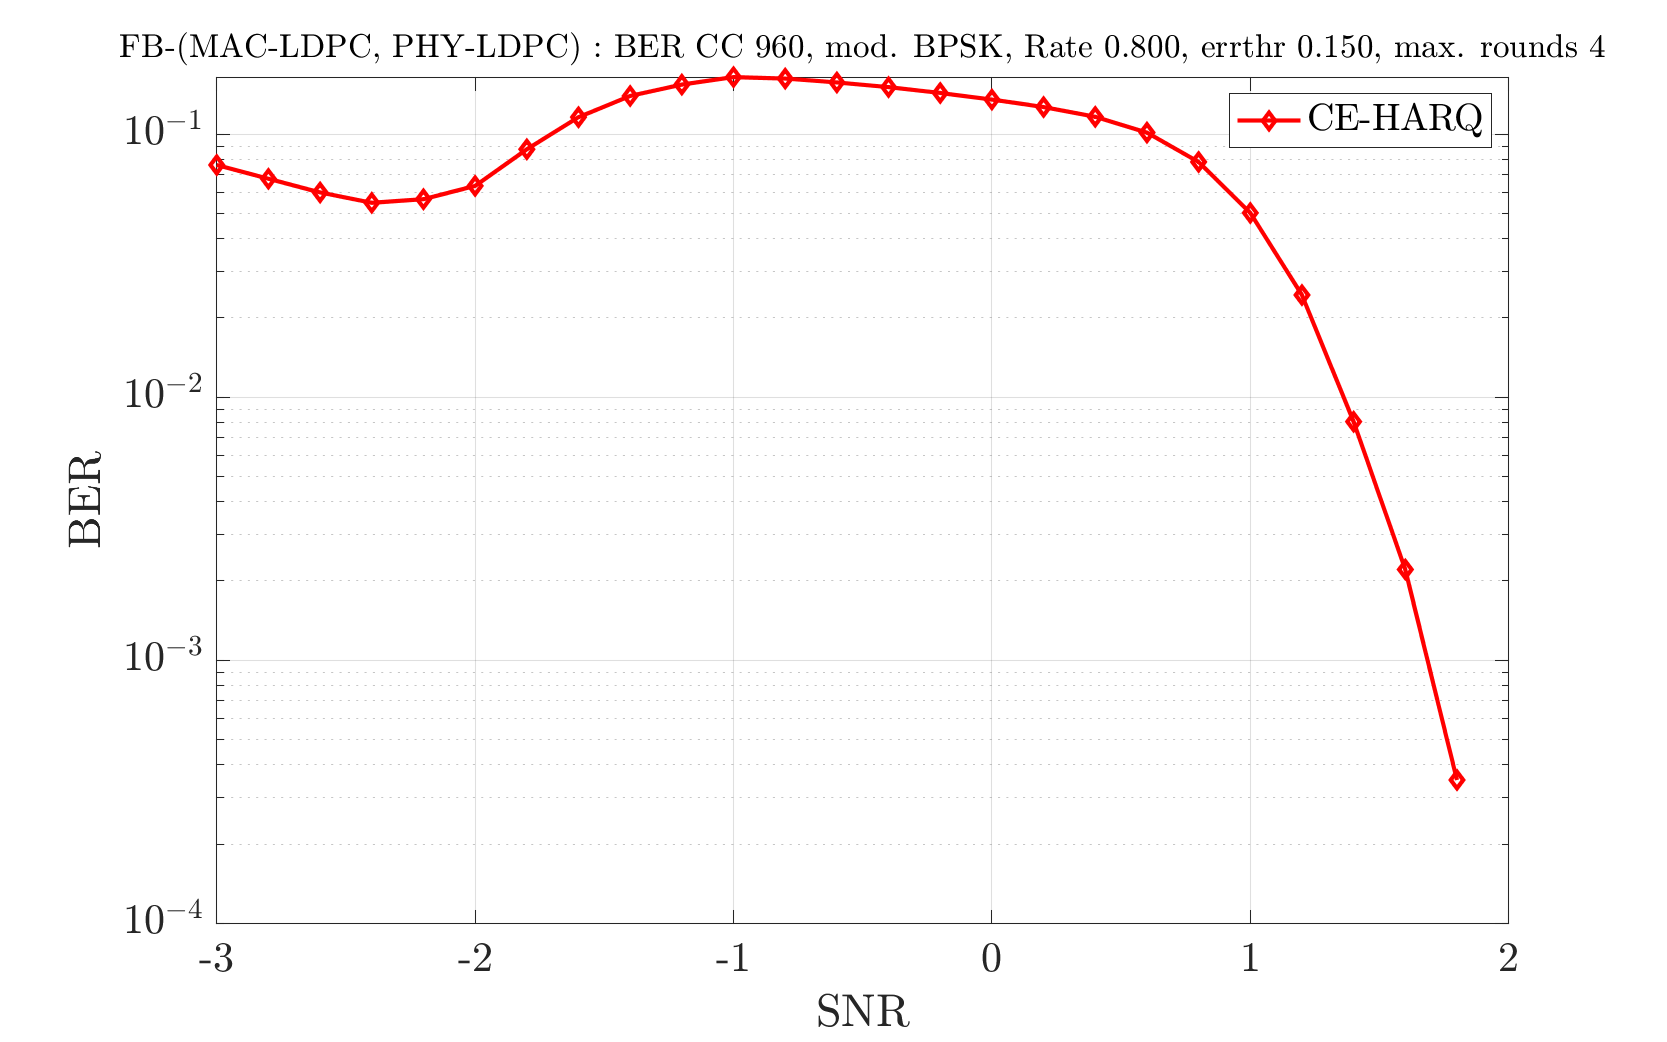 FB-(MAC-LDPC, PHY-LDPC) : BER CC 960, mod. BPSK, Rate 0.800, errthr 0.150, max. rounds 4
CE-HARQ
10⁻¹
10⁻²
10⁻³
10⁻⁴
BER
-3 -2 -1 0 1 2
SNR